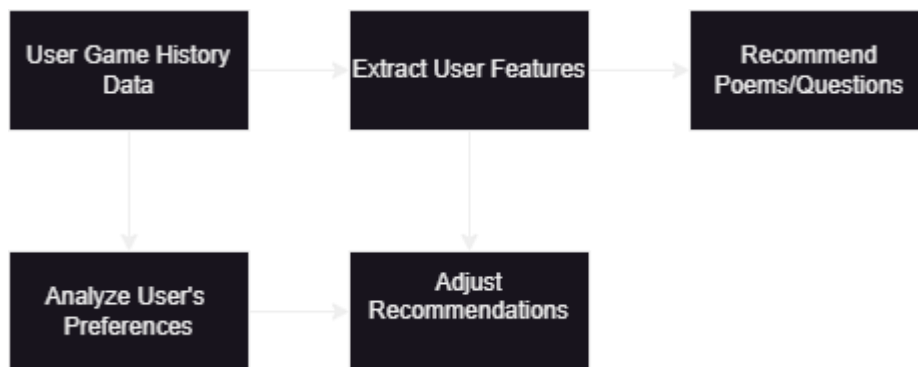 User Game History
Data
Extract User Features
Recommend
Poems/Questions
Analyze User's
Preferences
Adjust
Recommendations